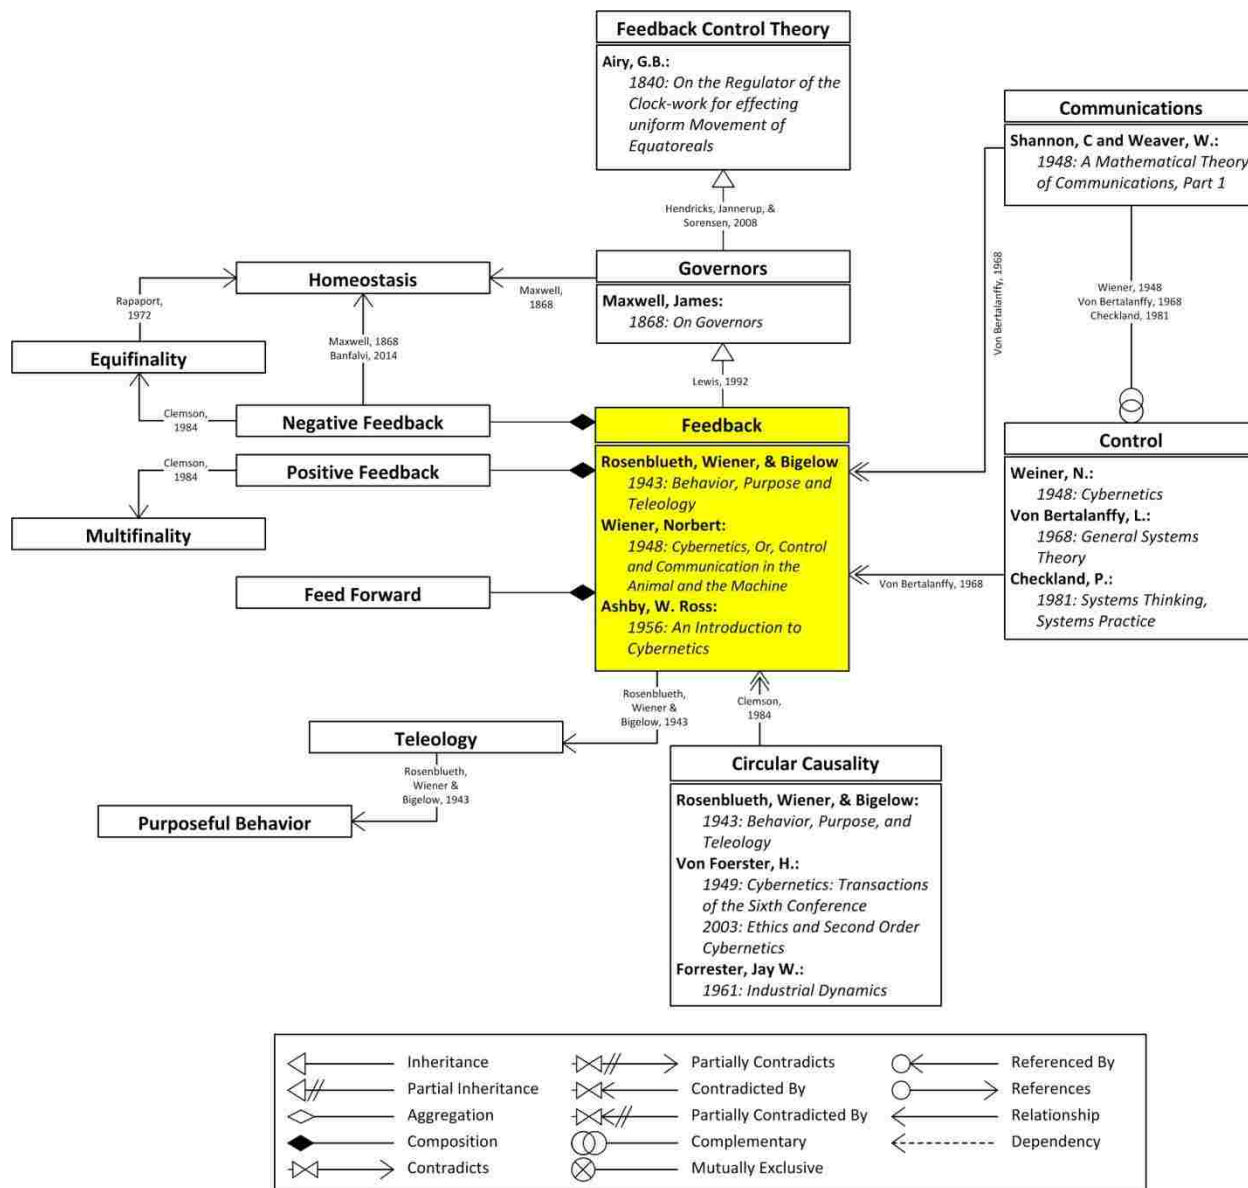 Feedback Control Theory
Airy, G.B.:
1840: On the Regulator of the
Clock-work for effecting
uniform Movement of
Equatoreals
Communications
Shannon, C and Weaver, W.:
1948: A Mathematical Theory
of Communications, Part 1
Hendricks, Jannerup, &
Sorensen, 2008
Homeostasis
Governors
Maxwell, James:
1868: On Governors
Maxwell,
1868
Rapaport,
1972
Von Bertalanffy, 1968
Wiener, 1948
Von Bertalanffy, 1968
Checkland, 1981
Equifinality
Maxwell, 1868
Banfalvi, 2014
Lewis, 1992
Clemson,
1984
Negative Feedback
Feedback
Rosenblueth, Wiener, & Bigelow
1943: Behavior, Purpose and
Teleology
Wiener, Norbert:
1948: Cybernetics, Or, Control
and Communication in the
Animal and the Machine
Ashby, W. Ross:
1956: An Introduction to
Cybernetics
Control
Weiner, N.:
1948: Cybernetics
Von Bertalanffy, L.:
1968: General Systems
Theory
Checkland, P.:
1981: Systems Thinking,
Systems Practice
Clemson,
1984
Positive Feedback
Multifinality
Feed Forward
Von Bertalanffy, 1968
Rosenblueth,
Wiener &
Bigelow, 1943
Clemson,
1984
Teleology
Rosenblueth,
Wiener &
Bigelow, 1943
Purposeful Behavior
Circular Causality
Rosenblueth, Wiener, & Bigelow:
1943: Behavior, Purpose, and
Teleology
Von Foerster, H.:
1949: Cybernetics: Transactions
of the Sixth Conference
2003: Ethics and Second Order
Cybernetics
Forrester, Jay W.:
1961: Industrial Dynamics
Inheritance
Partial Inheritance
Aggregation
Composition
Contradicts
Partially Contradicts
Contradicted By
Partially Contradicted By
Complementary
Mutually Exclusive
Referenced By
References
Relationship
Dependency